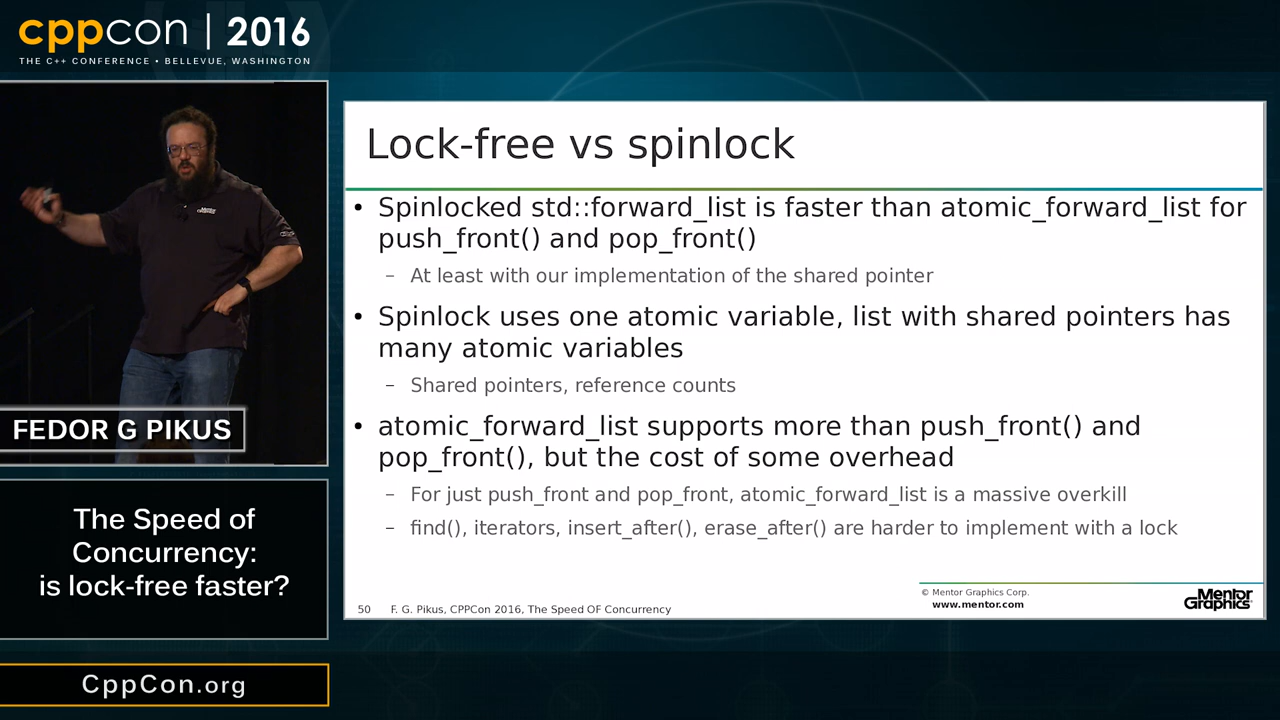 cppcon | 2016
THE C++ CONFERENCE • BELLEVUE, WASHINGTON
Mentor Graphics
FEDOR G PIKUS
The Speed of
Concurrency:
is lock-free faster?
CppCon.org
Lock-free vs spinlock
• Spinlocked std::forward_list is faster than atomic_forward_list for
push_front() and pop_front()
– At least with our implementation of the shared pointer
• Spinlock uses one atomic variable, list with shared pointers has
many atomic variables
– Shared pointers, reference counts
• atomic_forward_list supports more than push_front() and
pop_front(), but the cost of some overhead
– For just push_front and pop_front, atomic_forward_list is a massive overkill
– find(), iterators, insert_after(), erase_after() are harder to implement with a lock
50 F. G. Pikus, CPPCon 2016, The Speed OF Concurrency
© Mentor Graphics Corp.
www.mentor.com
Mentor
Graphics